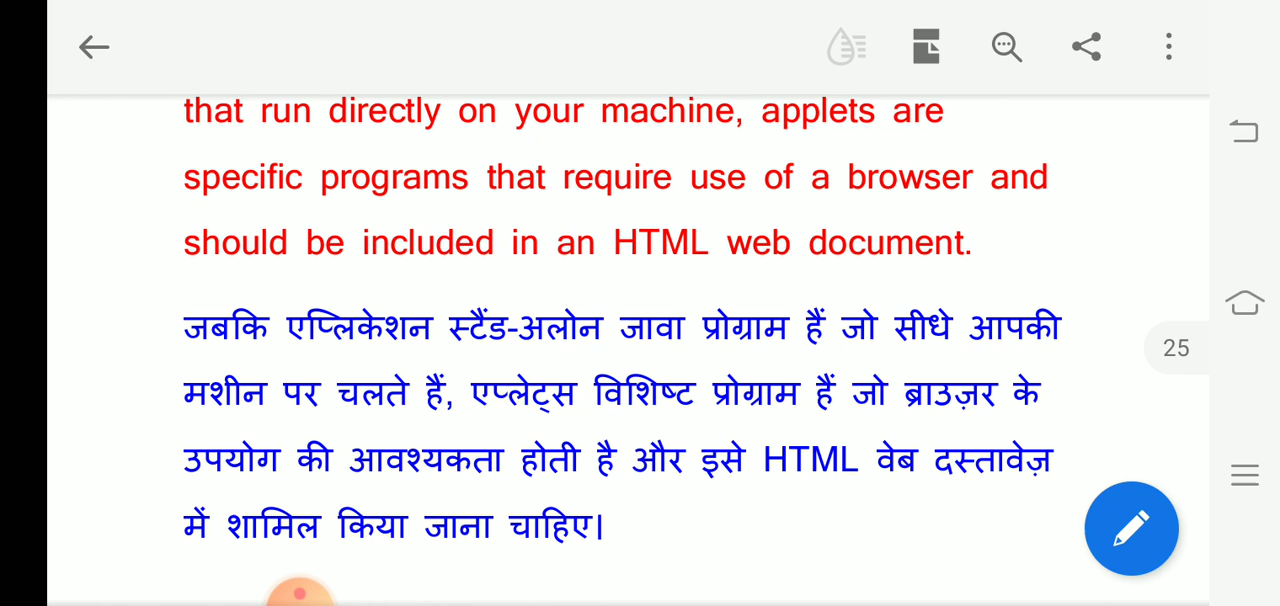 that run directly on your machine, applets are
specific programs that require use of a browser and
should be included in an HTML web document.
जबकि एप्लिकेशन स्टैंड-अलोन जावा प्रोग्राम हैं जो सीधे आपकी
मशीन पर चलते हैं, एप्लेट्स विशिष्ट प्रोग्राम हैं जो ब्राउज़र के
25
उपयोग की आवश्यकता होती है और इसे HTML वेब दस्तावेज़
में शामिल किया जाना चाहिए।